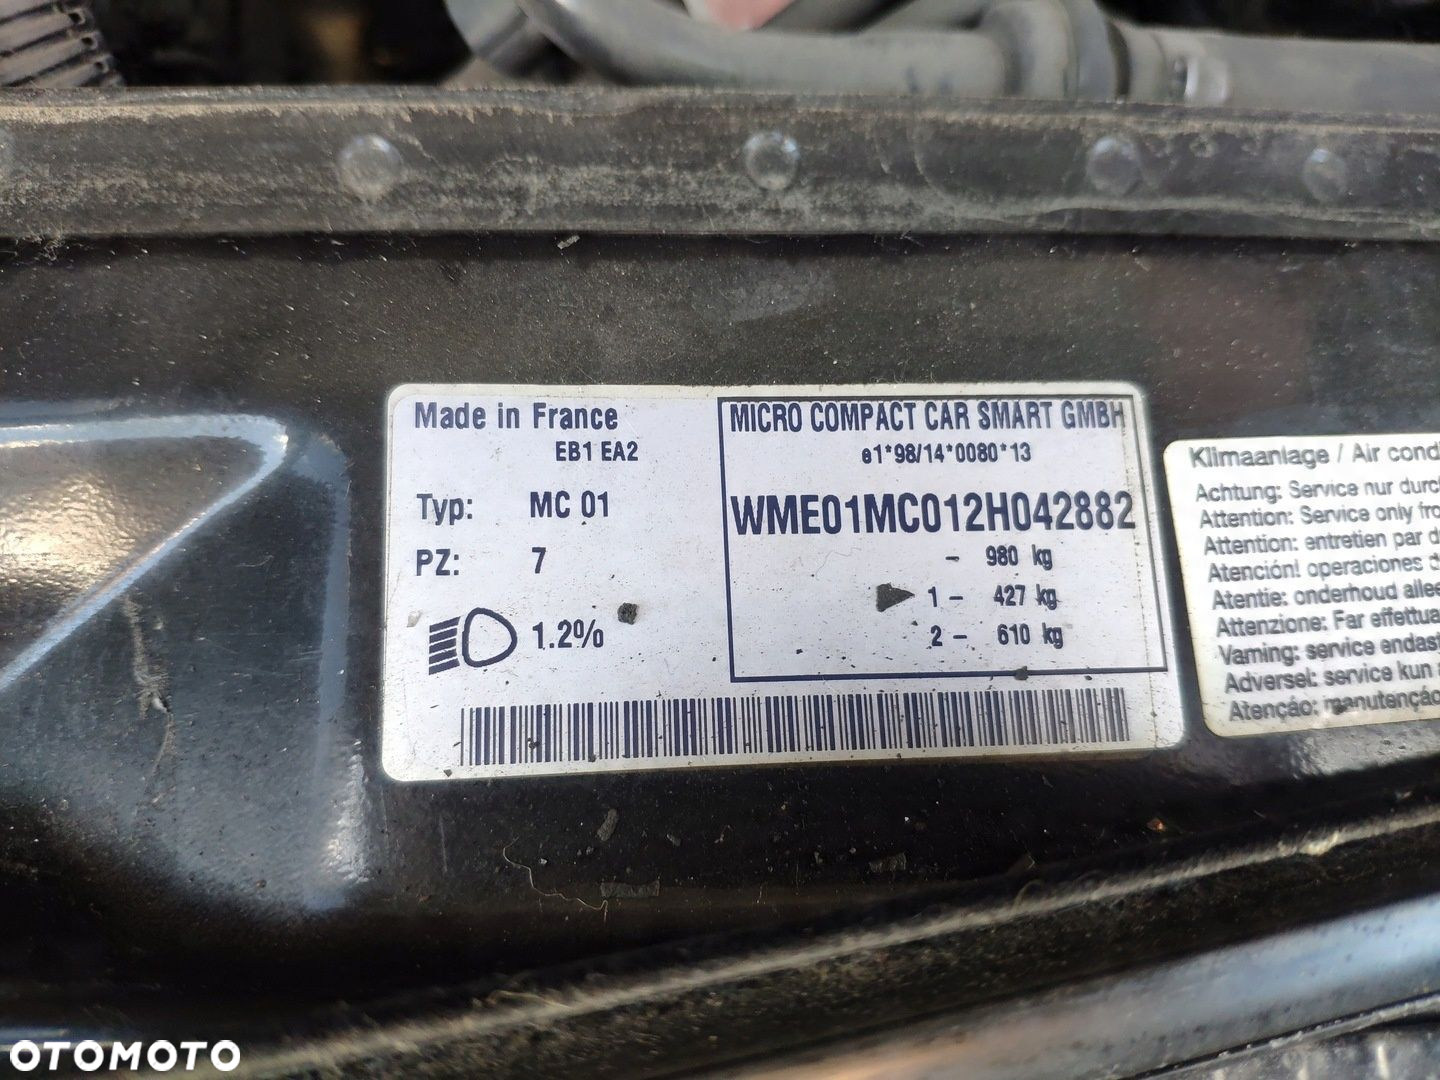 Made in France
EB1 EA2
Typ: MC 01
PZ: 7
1.2%
MICRO COMPACT CAR SMART GMBH
e1*98/14*0080*13
WME01MC012H042882
- 980 kg
1 - 427 kg
2 - 610 kg
Klimaanlage / Air condi
Achtung: Service nur durc
Attention: Service only fro
Attention: entretien par d
Atención! operaciones d
Atentie: onderhoud allee
Attenzione: Far effettua
Varning: service endast
Adversel: service kun
Atenção: manutenção
OTOMOTO